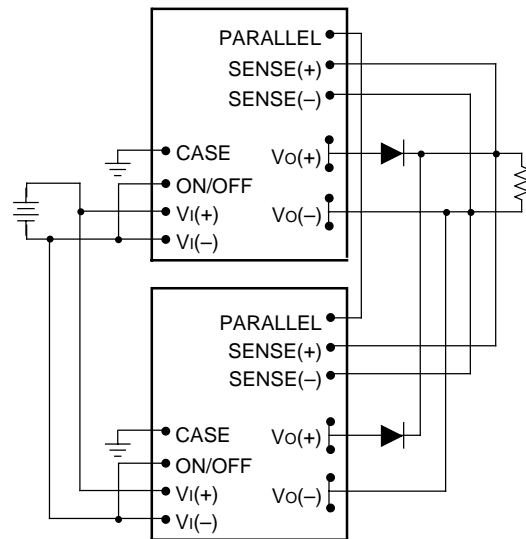 PARALLEL
SENSE(+)
SENSE(–)
CASE
VO(+)
ON/OFF
VI(+)
VO(–)
VI(–)
PARALLEL
SENSE(+)
SENSE(–)
CASE
VO(+)
ON/OFF
VI(+)
VO(–)
VI(–)